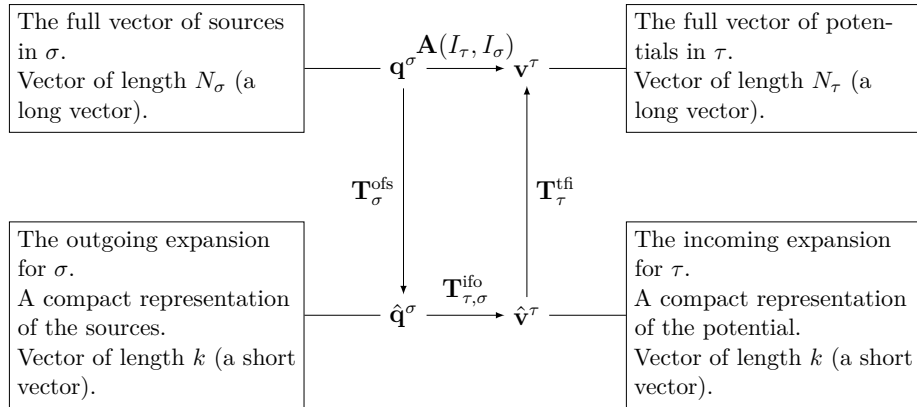 The full vector of sources
in σ.
Vector of length N_σ (a
long vector).
A(I_τ, I_σ)
q^σ
v^τ
The full vector of poten-
tials in τ.
Vector of length N_τ (a
long vector).
T_σ^ofs
T_τ^tfi
The outgoing expansion
for σ.
A compact representation
of the sources.
Vector of length k (a short
vector).
T_τ,σ^ifo
q̂^σ
v̂^τ
The incoming expansion
for τ.
A compact representation
of the potential.
Vector of length k (a short
vector).